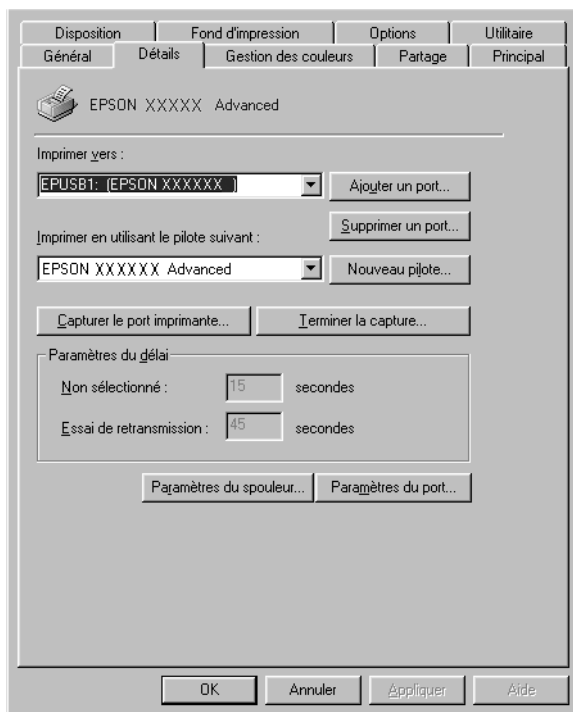 Disposition Fond d'impression Options Utilitaire
Général Détails Gestion des couleurs Partage Principal
EPSON XXXXX Advanced
Imprimer vers :
EPUSB1: (EPSON XXXXXX )
Ajouter un port...
Supprimer un port...
Imprimer en utilisant le pilote suivant :
EPSON XXXXXX Advanced
Nouveau pilote...
Capturer le port imprimante... Terminer la capture...
Paramètres du délai
Non sélectionné : 15 secondes
Essai de retransmission : 45 secondes
Paramètres du spouleur... Paramètres du port...
OK Annuler Appliquer Aide